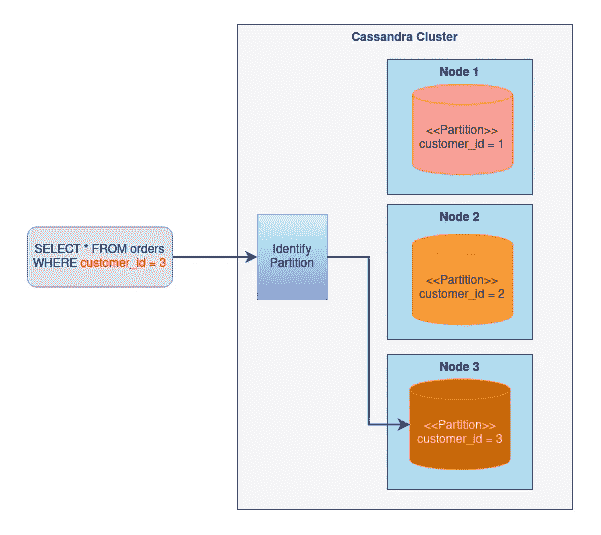 Cassandra Cluster
Node 1
<<Partition>>
customer_id = 1
Node 2
<<Partition>>
customer_id = 2
SELECT * FROM orders
WHERE customer_id = 3
Identify
Partition
Node 3
<<Partition>>
customer_id = 3